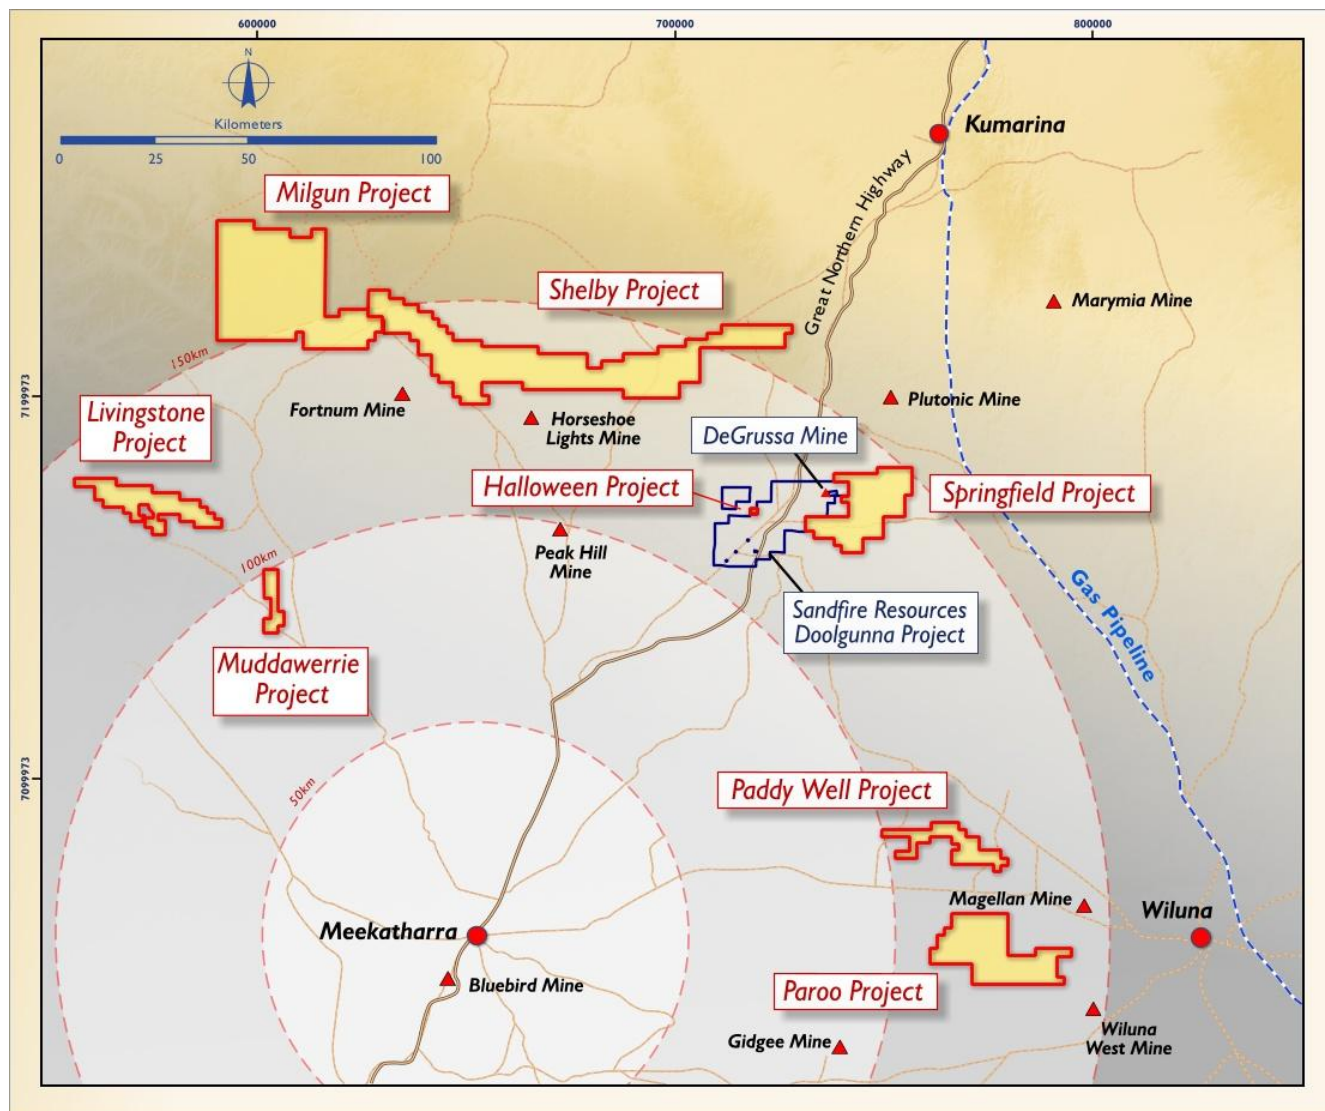 600000
700000
800000
N
Kilometers
0 25 50 100
Kumarina
Great Northern Highway
Milgun Project
Shelby Project
Marymia Mine
150km
7199973
Fortnum Mine
Plutonic Mine
Livingstone
Project
Horseshoe
Lights Mine
DeGrussa Mine
Halloween Project
Springfield Project
Peak Hill
Mine
100km
Sandfire Resources
Doolgunna Project
Gas Pipeline
Muddawerrie
Project
7099973
50km
Paddy Well Project
Magellan Mine
Wiluna
Meekatharra
Bluebird Mine
Paroo Project
Gidgee Mine
Wiluna
West Mine